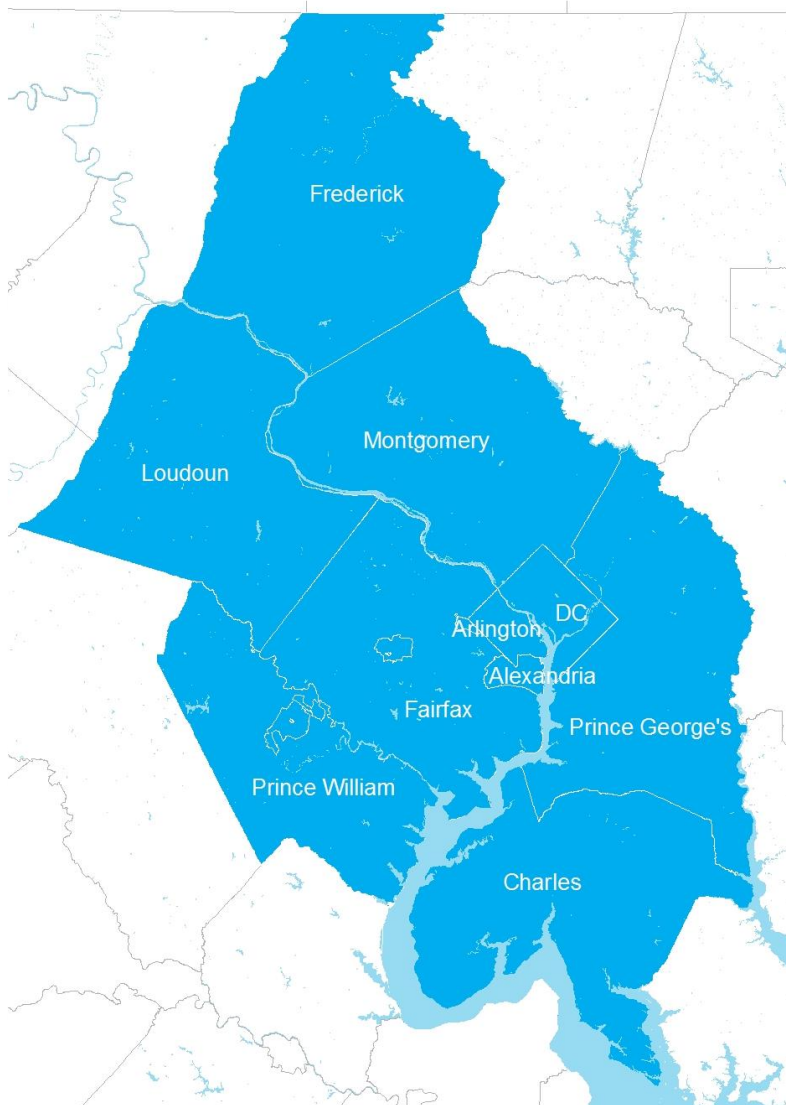 Frederick
Montgomery
Loudoun
DC
Arlington
Alexandria
Fairfax
Prince George's
Prince William
Charles